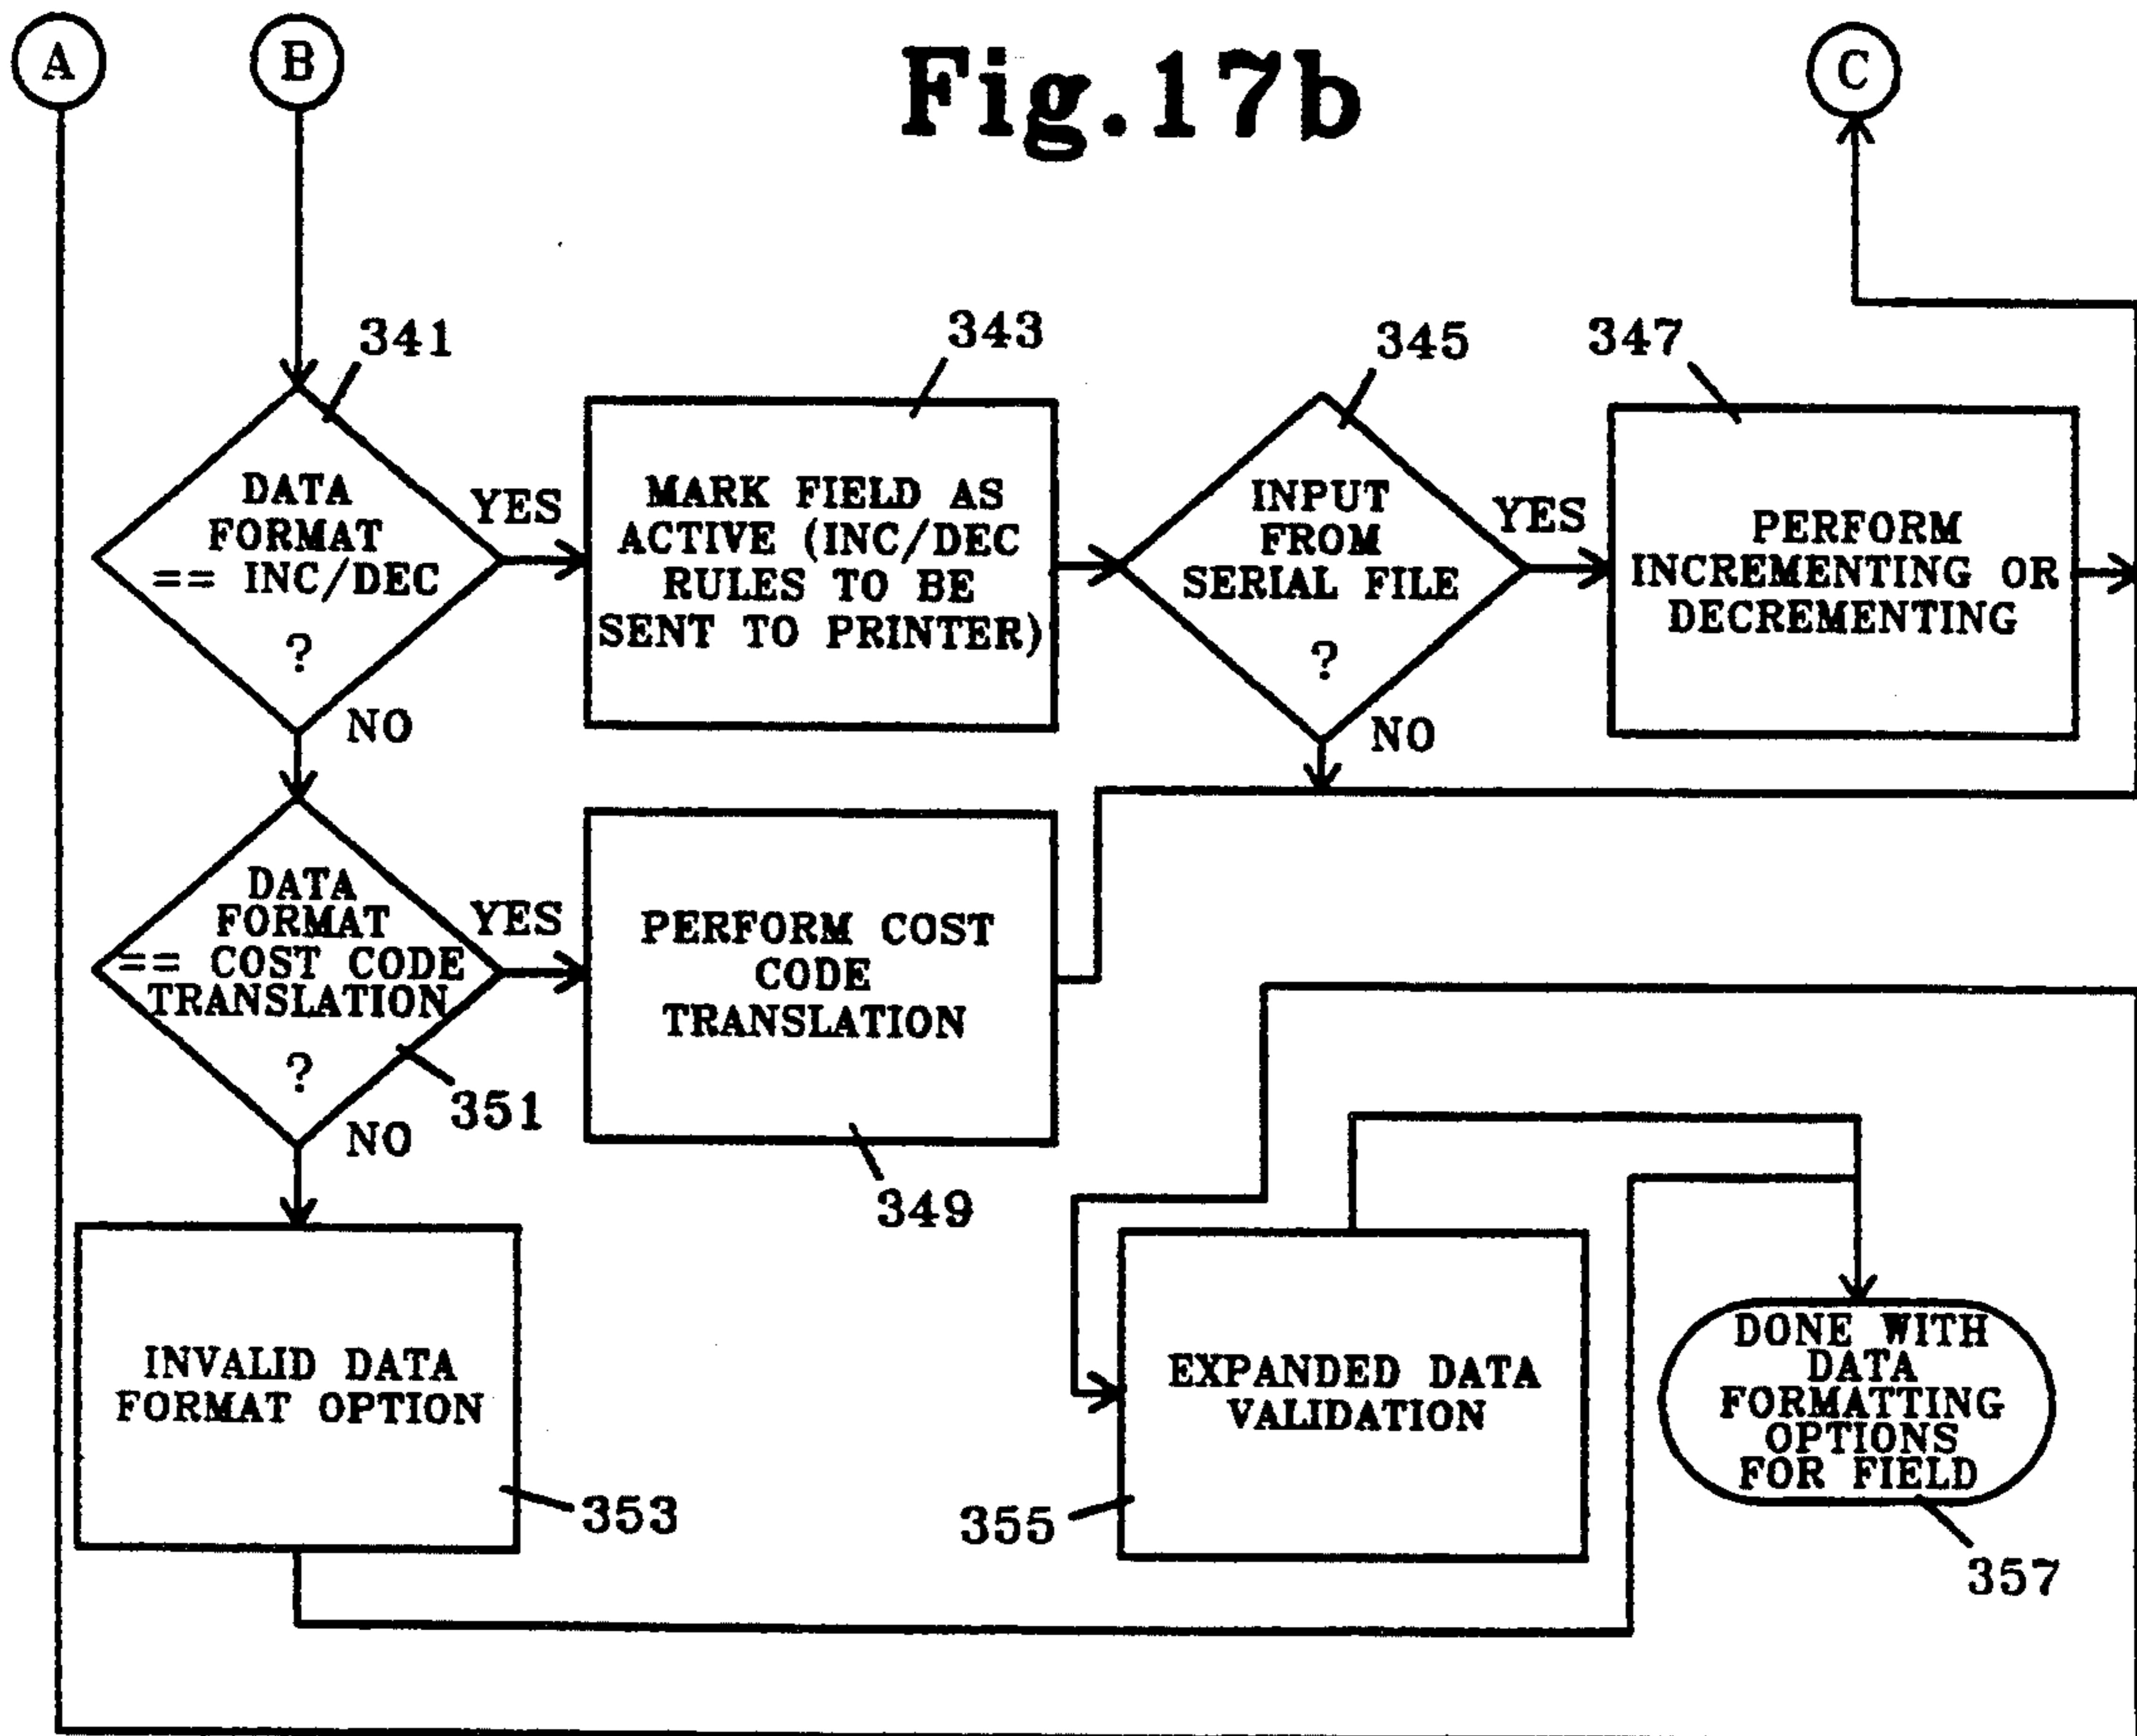 A
B
Fig.17b
C
341
343
345
347
DATA
FORMAT
== INC/DEC
?
YES
MARK FIELD AS
ACTIVE (INC/DEC
RULES TO BE
SENT TO PRINTER)
INPUT
FROM
SERIAL FILE
?
YES
PERFORM
INCREMENTING OR
DECREMENTING
NO
NO
DATA
FORMAT
== COST CODE
TRANSLATION
?
YES
PERFORM COST
CODE
TRANSLATION
351
NO
349
INVALID DATA
FORMAT OPTION
353
EXPANDED DATA
VALIDATION
355
DONE WITH
DATA
FORMATTING
OPTIONS
FOR FIELD
357